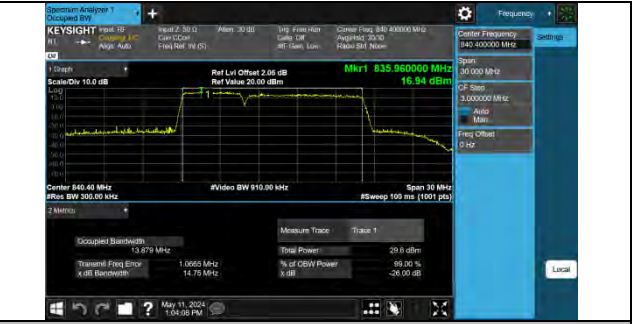 Spectrum Analyzer 1
Occupied BW
+
Frequency
KEYSIGHT Input: RF
Coupling: DC
Align: Auto
Input Z: 50 Ω
Corr CCorr
Freq Ref: Int (S)
Atten: 30 dB
Trig: Free Run
Gate: Off
#IF Gain: Low
Center Freq: 840.400000 MHz
Avg|Hold: 30/30
Radio Std: None
1 Graph
Scale/Div 10.0 dB
Ref Lvl Offset 2.06 dB
Ref Value 20.00 dBm
Mkr1 835.960000 MHz
16.94 dBm
Log
1
Center 840.40 MHz
#Res BW 300.00 kHz
#Video BW 910.00 kHz
Span 30 MHz
#Sweep 100 ms (1001 pts)
2 Metrics
Measure Trace
Trace 1
Occupied Bandwidth
13.879 MHz
Total Power
29.6 dBm
Transmit Freq Error
1.0665 MHz
% of OBW Power
99.00 %
x dB Bandwidth
14.75 MHz
x dB
-26.00 dB
Center Frequency
840.400000 MHz
Settings
Span
30.000 MHz
CF Step
3.000000 MHz
Auto
Man
Freq Offset
0 Hz
Local
?
May 11, 2024
1:04:08 PM